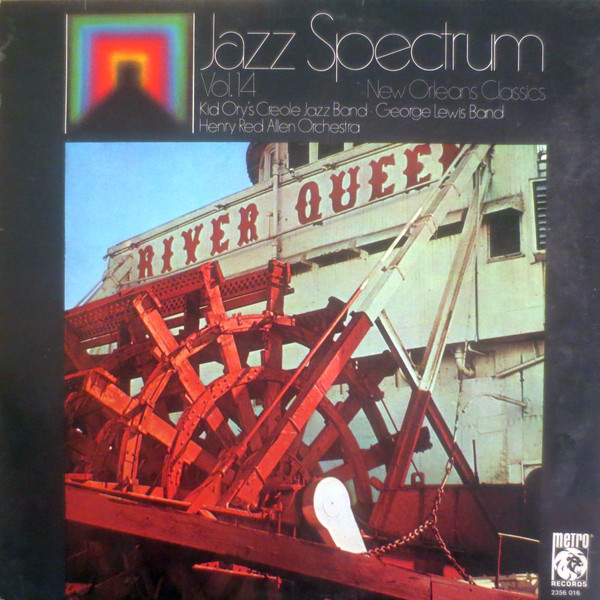 Jazz Spectrum
Vol. 14 New Orleans Classics
Kid Ory's Creole Jazz Band · George Lewis Band
Henry Red Allen Orchestra
RIVER QUEEN
metro
RECORDS
2356 016